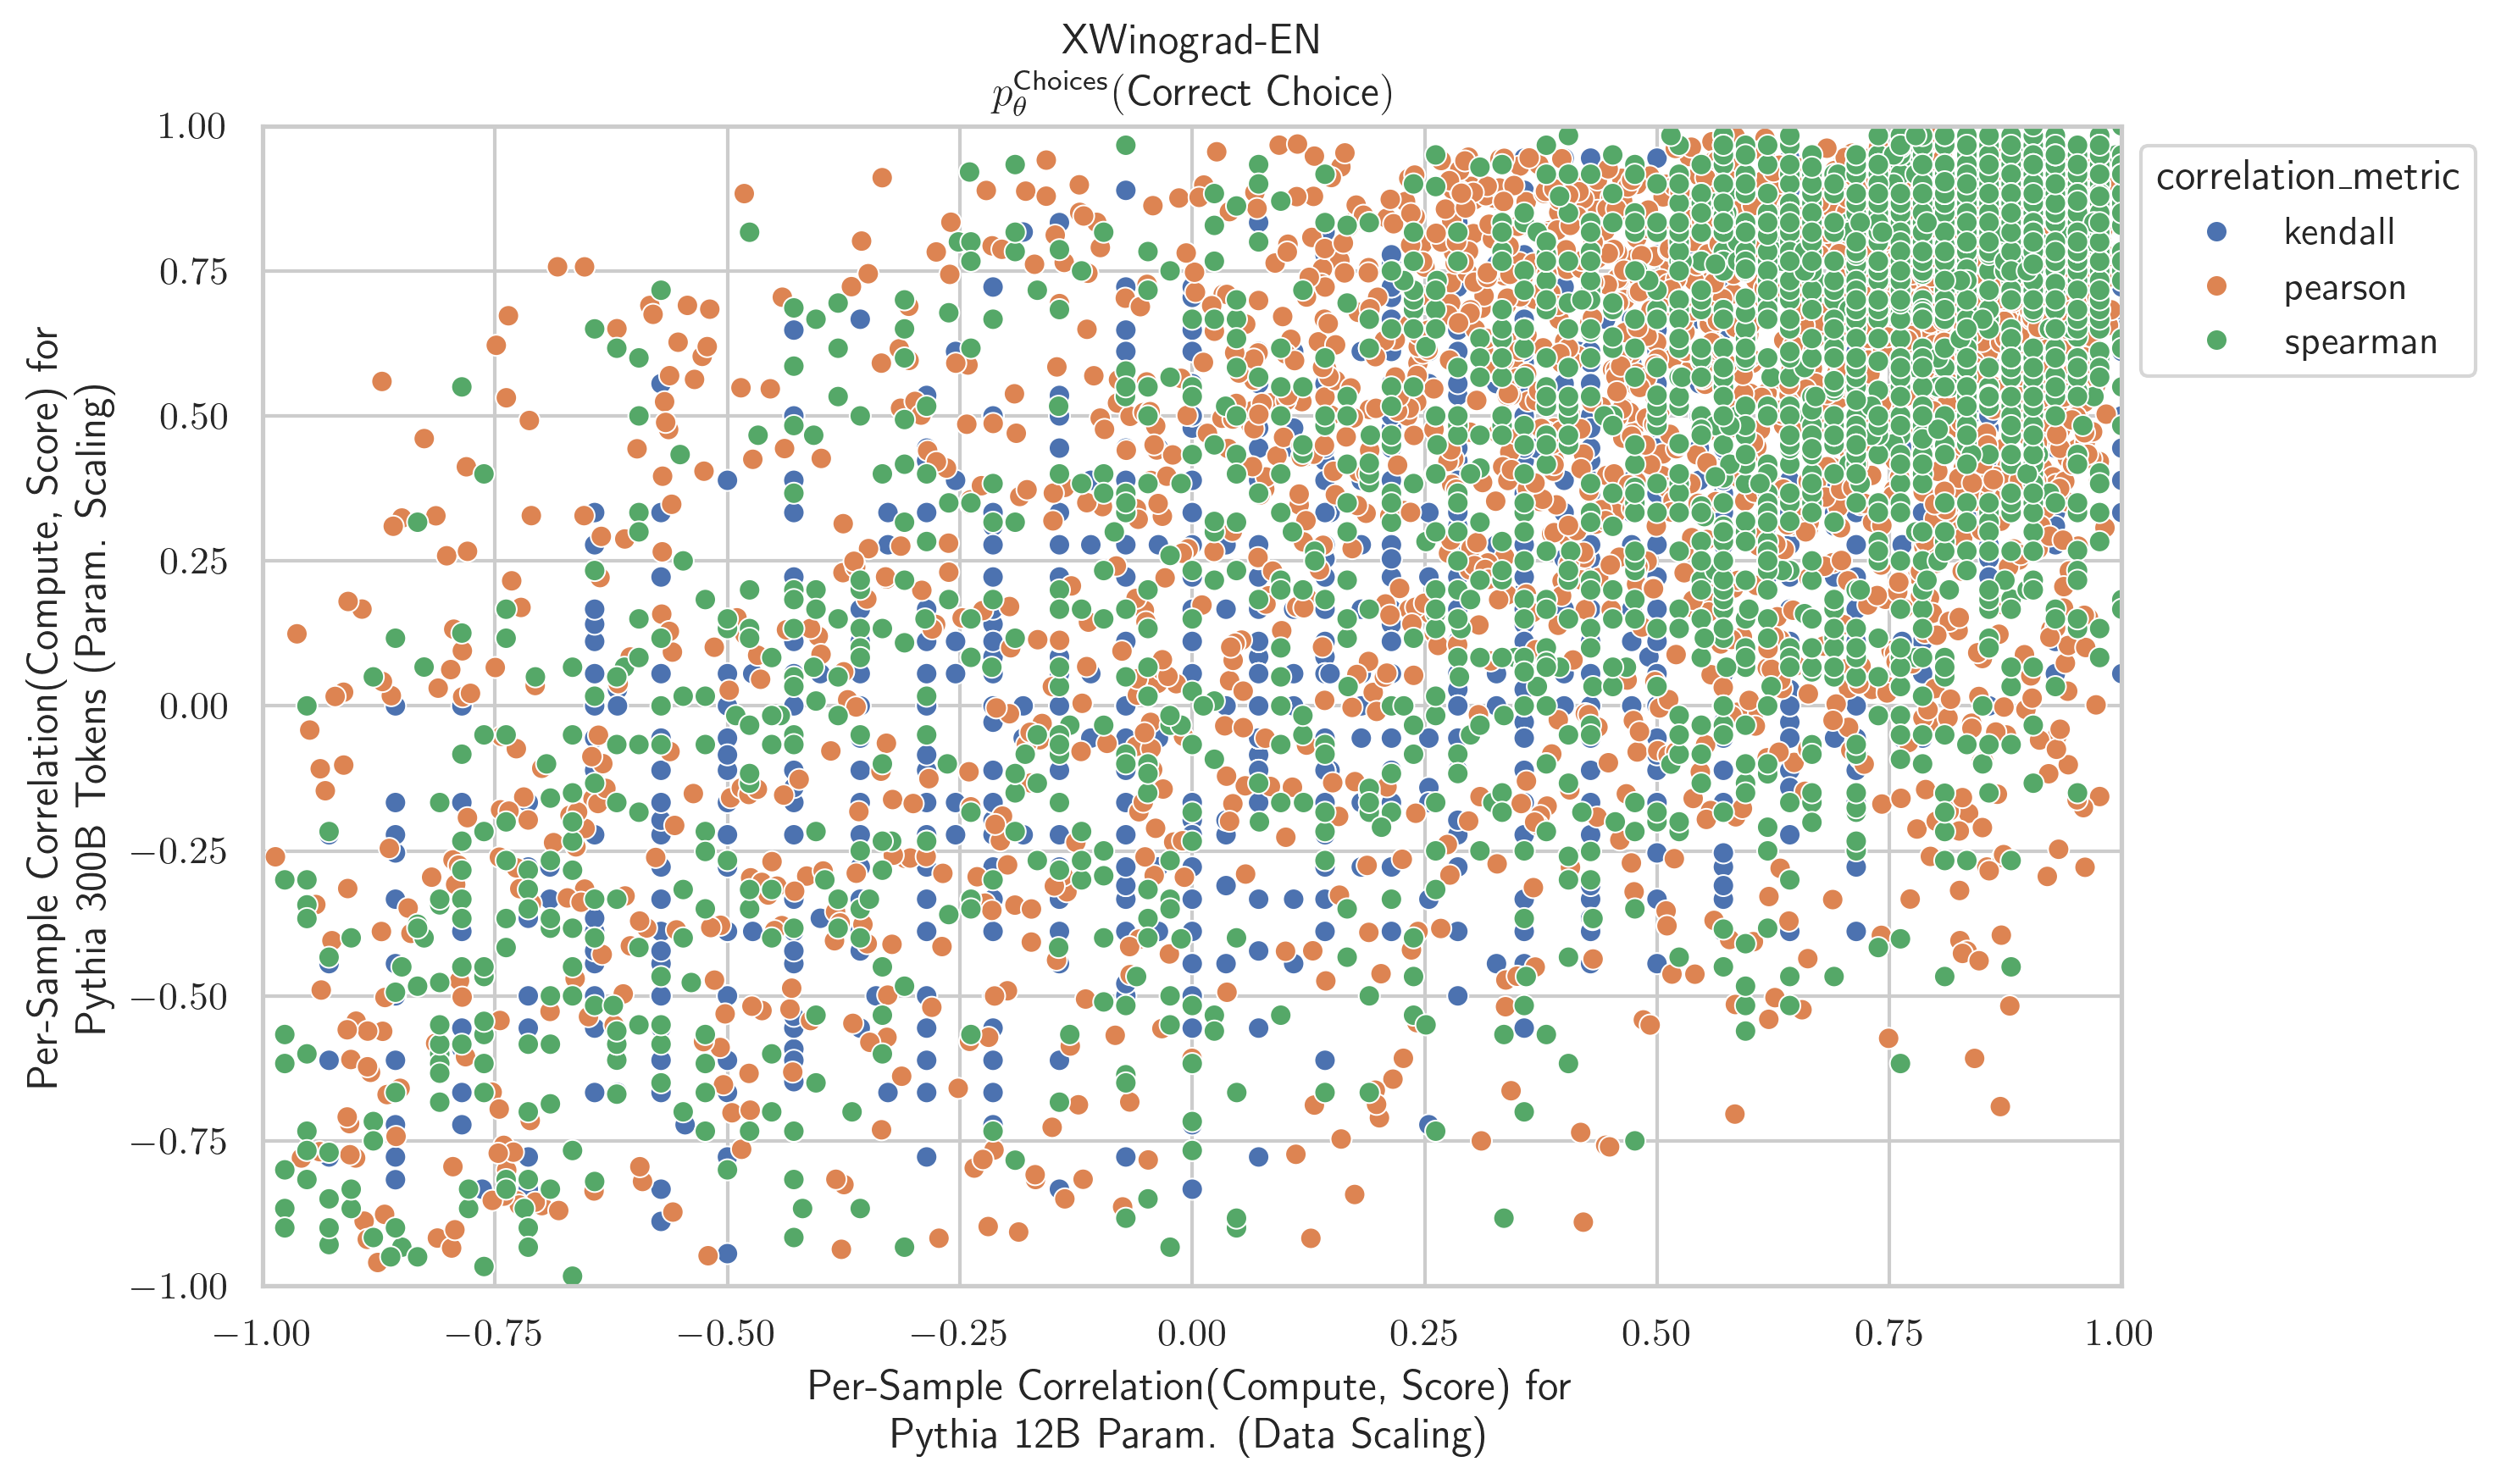 XWinograd-EN
p_θ^Choices(Correct Choice)
Per-Sample Correlation(Compute, Score) for
Pythia 300B Tokens (Param. Scaling)
1.00
0.75
0.50
0.25
0.00
−0.25
−0.50
−0.75
−1.00
−1.00 −0.75 −0.50 −0.25 0.00 0.25 0.50 0.75 1.00
Per-Sample Correlation(Compute, Score) for
Pythia 12B Param. (Data Scaling)
correlation_metric
kendall
pearson
spearman